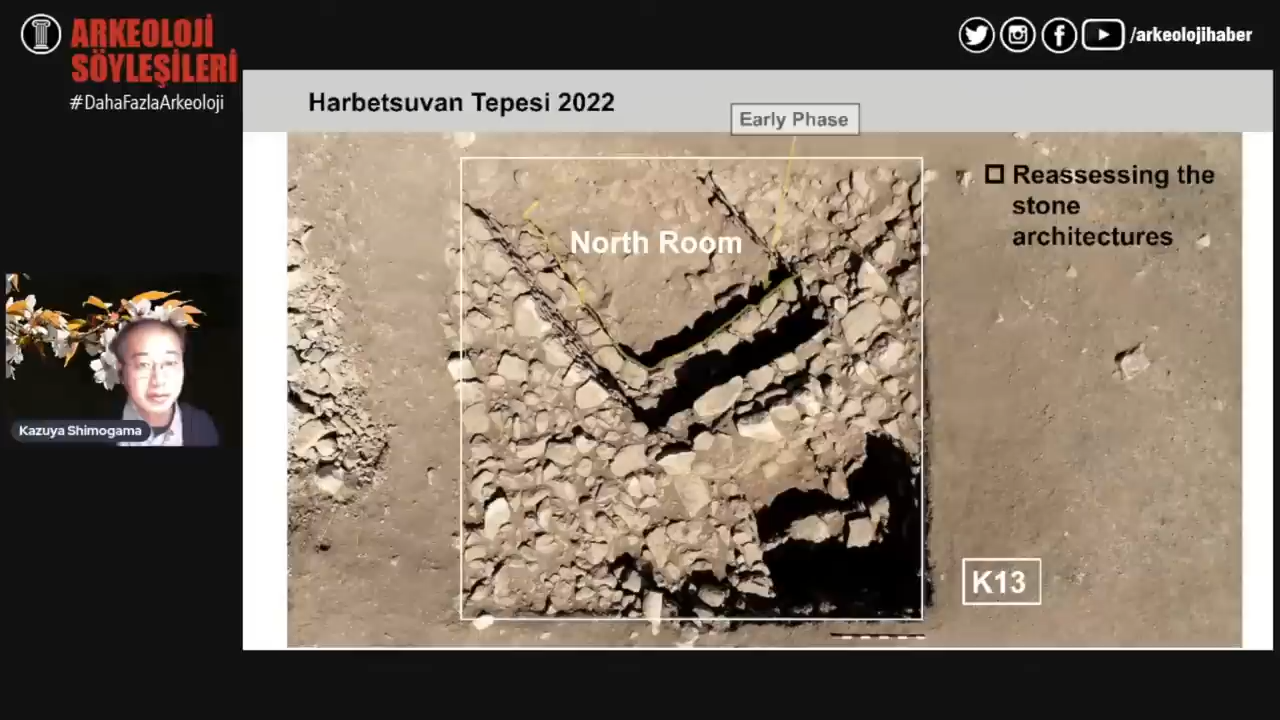 ARKEOLOJİ
SÖYLEŞİLERİ
#DahaFazlaArkeoloji
/arkeolojihaber
Harbetsuvan Tepesi 2022
Early Phase
Reassessing the
stone
architectures
North Room
Kazuya Shimogama
K13